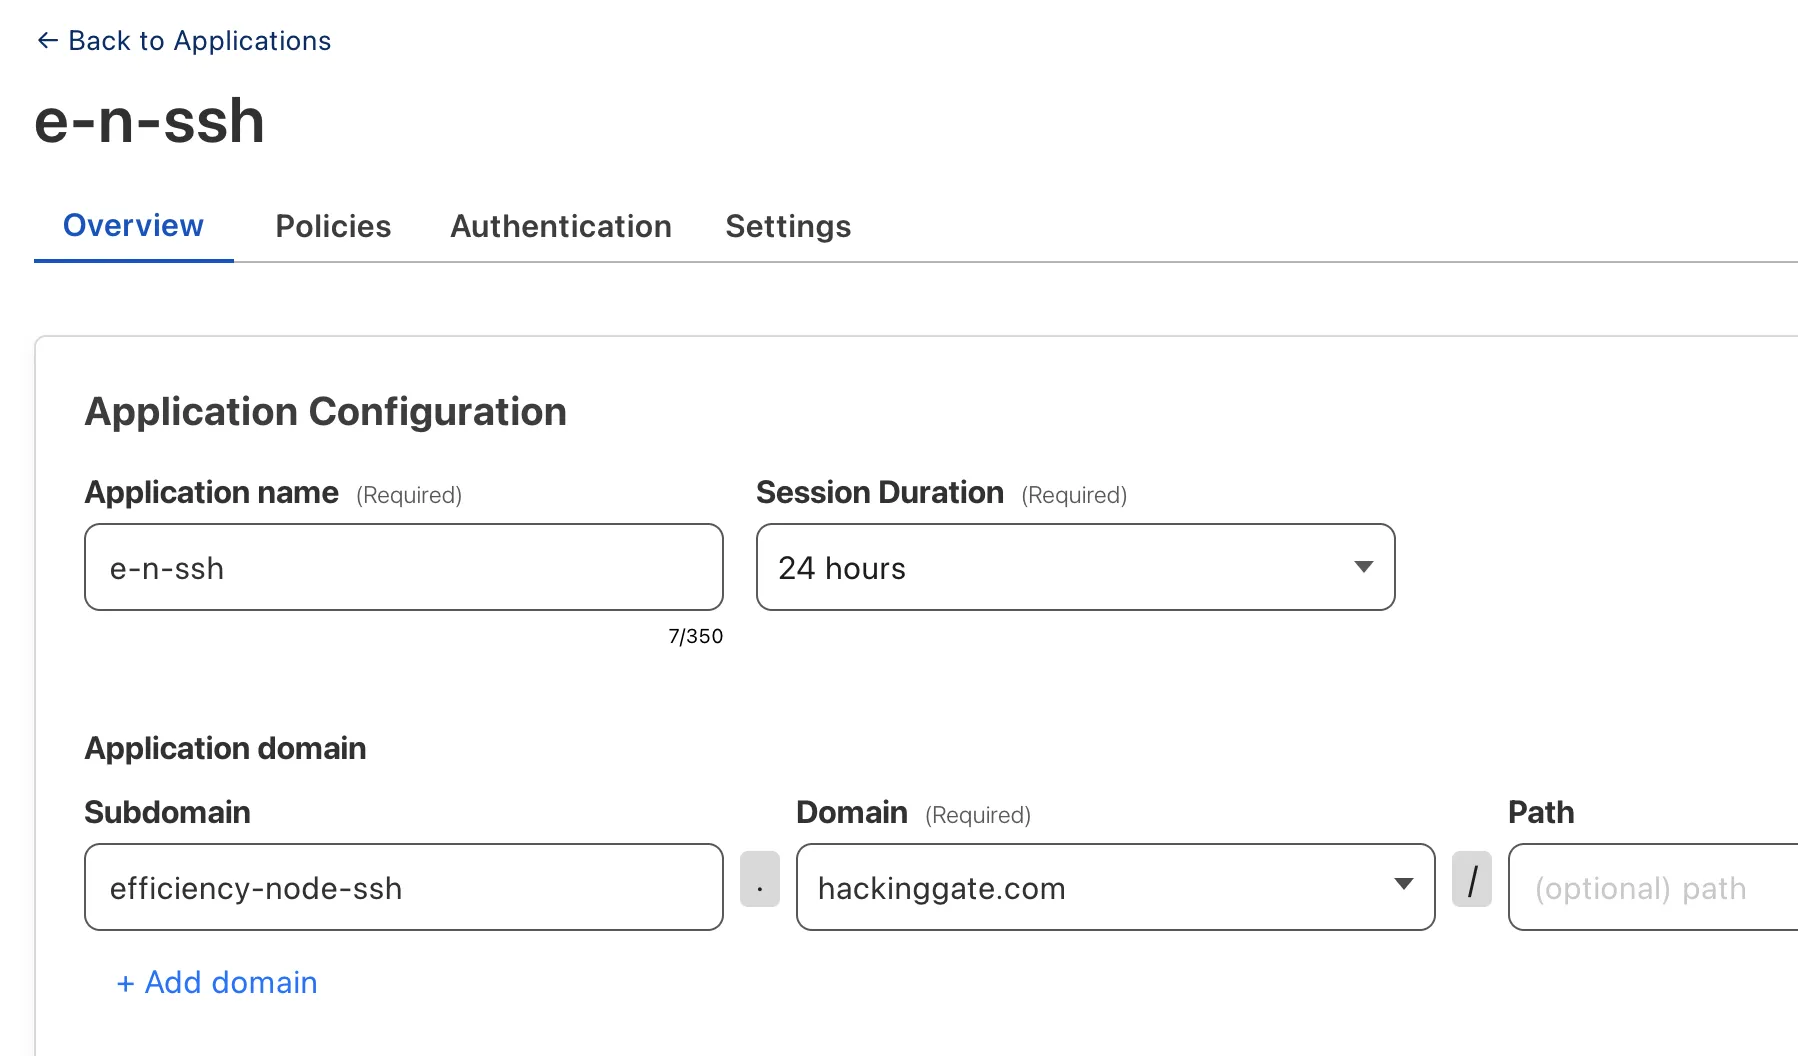 ← Back to Applications
e-n-ssh
Overview Policies Authentication Settings
Application Configuration
Application name (Required) Session Duration (Required)
e-n-ssh 24 hours
7/350
Application domain
Subdomain Domain (Required) Path
efficiency-node-ssh . hackinggate.com / (optional) path
+ Add domain